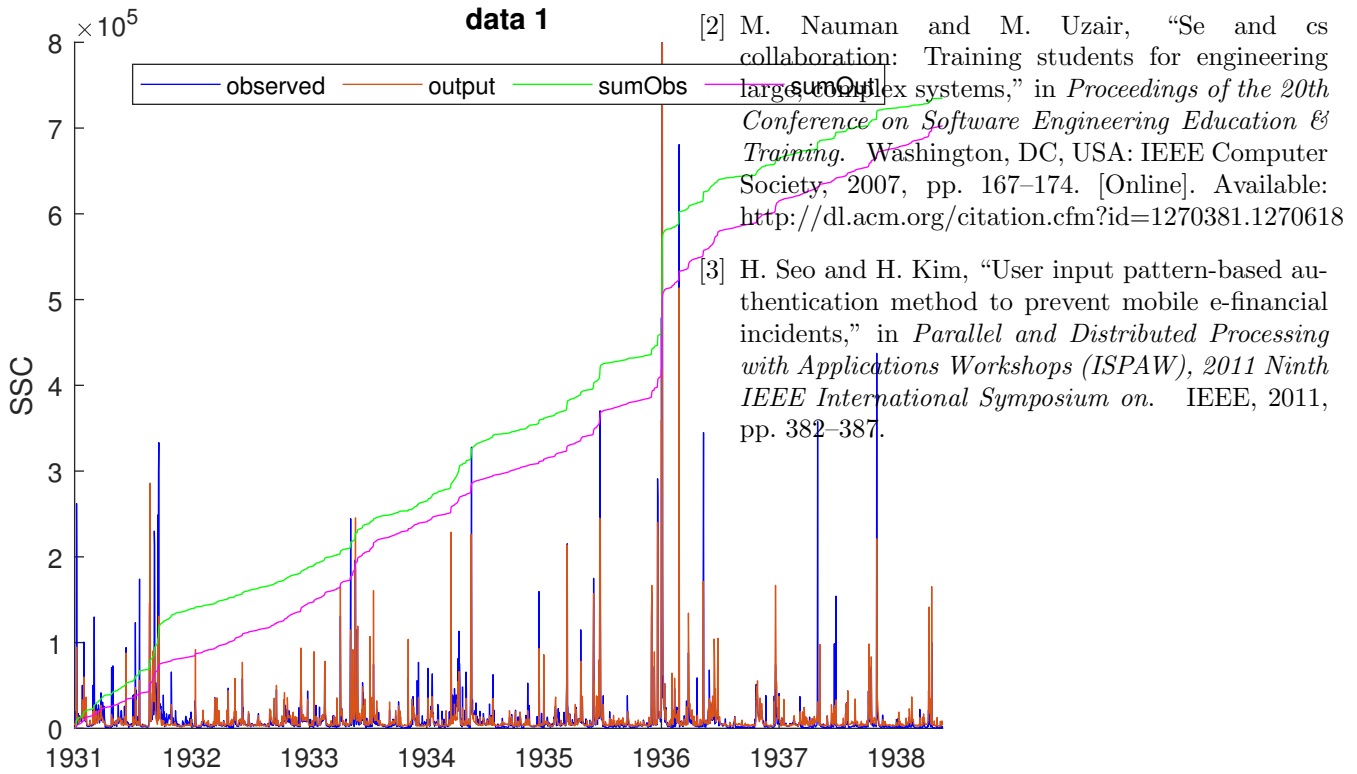 data 1
×10⁵
observed output sumObs sumOut
8
7
6
5
4
3
2
1
0
SSC
1931 1932 1933 1934 1935 1936 1937 1938
[2] M. Nauman and M. Uzair, “Se and cs
collaboration: Training students for engineering
large, complex systems,” in Proceedings of the 20th
Conference on Software Engineering Education &
Training. Washington, DC, USA: IEEE Computer
Society, 2007, pp. 167–174. [Online]. Available:
http://dl.acm.org/citation.cfm?id=1270381.1270618
[3] H. Seo and H. Kim, “User input pattern-based au-
thentication method to prevent mobile e-financial
incidents,” in Parallel and Distributed Processing
with Applications Workshops (ISPAW), 2011 Ninth
IEEE International Symposium on. IEEE, 2011,
pp. 382–387.